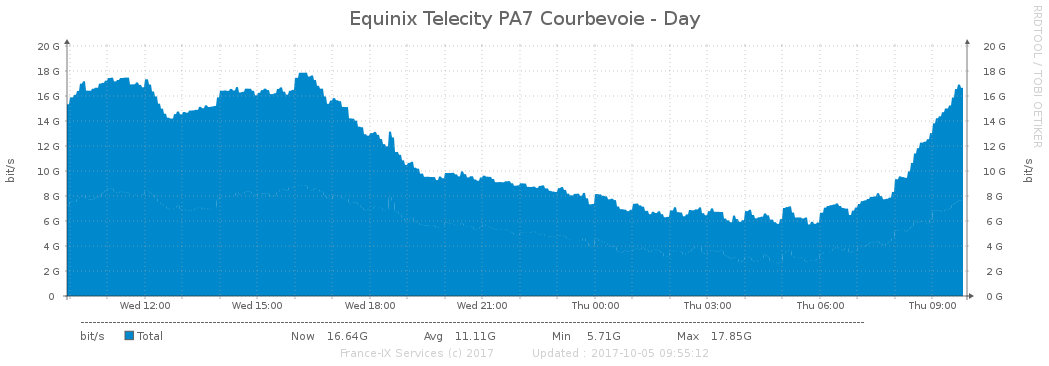 Equinix Telecity PA7 Courbevoie - Day
RRDTOOL / TOBI OETIKER
bit/s
20 G 20 G
18 G 18 G
16 G 16 G
14 G 14 G
12 G 12 G
10 G 10 G
8 G 8 G
6 G 6 G
4 G 4 G
2 G 2 G
0 0 G
bit/s
Wed 12:00 Wed 15:00 Wed 18:00 Wed 21:00 Thu 00:00 Thu 03:00 Thu 06:00 Thu 09:00
bit/s Total Now 16.64G Avg 11.11G Min 5.71G Max 17.85G
France-IX Services (c) 2017 Updated : 2017-10-05 09:55:12